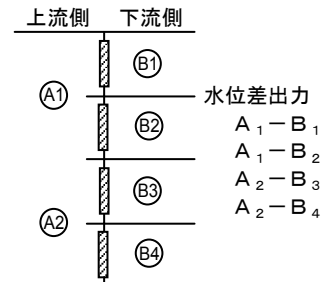 上流側 下流側
B1
A1
水位差出力
B2
A₁－B₁
A₁－B₂
B3
A₂－B₃
A₂－B₄
A2
B4